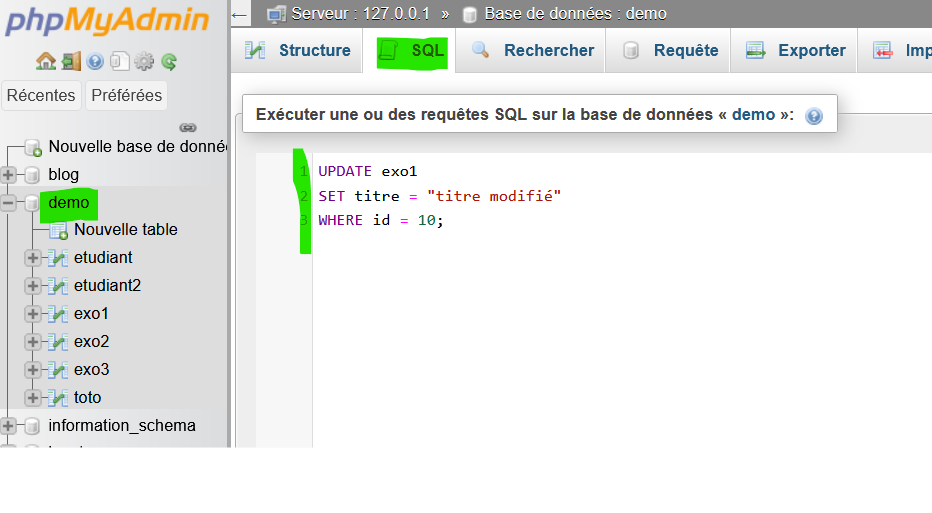 phpMyAdmin
Récentes Préférées
Nouvelle base de donné
blog
demo
Nouvelle table
etudiant
etudiant2
exo1
exo2
exo3
toto
information_schema
← Serveur : 127.0.0.1 » Base de données : demo
Structure SQL Rechercher Requête Exporter Imp
Exécuter une ou des requêtes SQL sur la base de données « demo »:
1 UPDATE exo1
2 SET titre = "titre modifié"
3 WHERE id = 10;